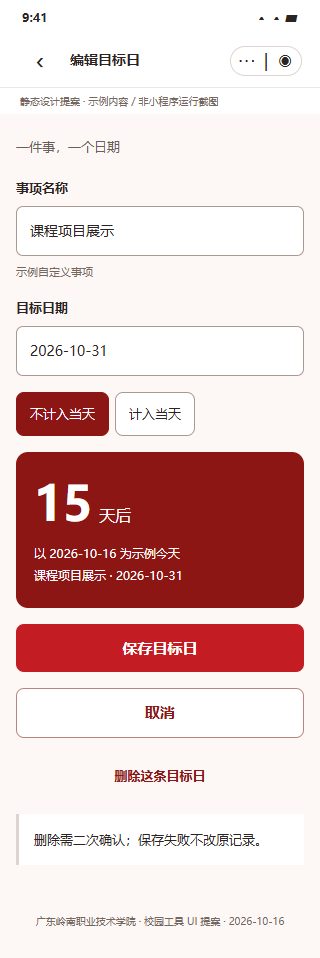 9:41
编辑目标日
静态设计提案 · 示例内容 / 非小程序运行截图
一件事，一个日期
事项名称
课程项目展示
示例自定义事项
目标日期
2026-10-31
不计入当天 计入当天
15 天后
以 2026-10-16 为示例今天
课程项目展示 · 2026-10-31
保存目标日
取消
删除这条目标日
删除需二次确认；保存失败不改原记录。
广东岭南职业技术学院 · 校园工具 UI 提案 · 2026-10-16